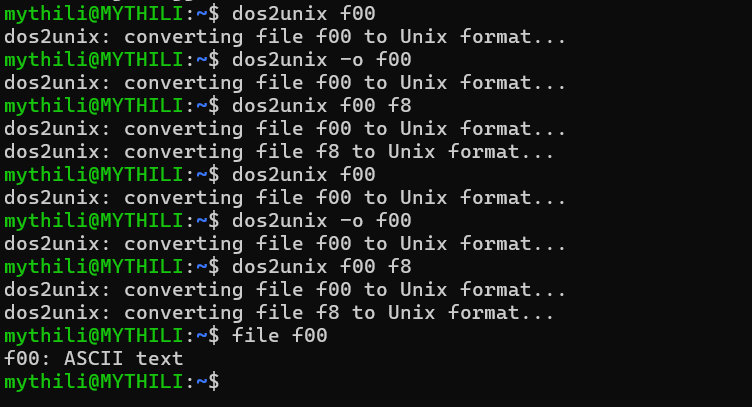 mythili@MYTHILI:~$ dos2unix f00
dos2unix: converting file f00 to Unix format...
mythili@MYTHILI:~$ dos2unix -o f00
dos2unix: converting file f00 to Unix format...
mythili@MYTHILI:~$ dos2unix f00 f8
dos2unix: converting file f00 to Unix format...
dos2unix: converting file f8 to Unix format...
mythili@MYTHILI:~$ dos2unix f00
dos2unix: converting file f00 to Unix format...
mythili@MYTHILI:~$ dos2unix -o f00
dos2unix: converting file f00 to Unix format...
mythili@MYTHILI:~$ dos2unix f00 f8
dos2unix: converting file f00 to Unix format...
dos2unix: converting file f8 to Unix format...
mythili@MYTHILI:~$ file f00
f00: ASCII text
mythili@MYTHILI:~$